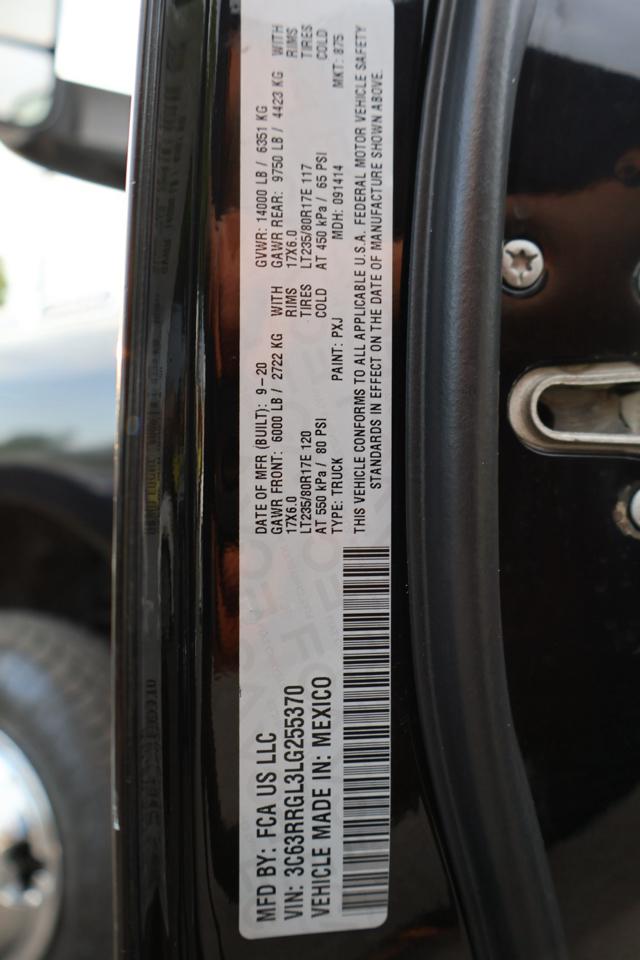 MFD BY: FCA US LLC
VIN: 3C63RRGL3LG255370
VEHICLE MADE IN: MEXICO
DATE OF MFR (BUILT): 9-20 GVWR: 14000 LB / 6351 KG
GAWR FRONT: 6000 LB / 2722 KG WITH GAWR REAR: 9750 LB / 4423 KG WITH
17X6.0 RIMS 17X6.0 RIMS
LT235/80R17E 120 TIRES LT235/80R17E 117 TIRES
AT 550 kPa / 80 PSI COLD AT 450 kPa / 65 PSI COLD
TYPE: TRUCK PAINT: PXJ MDH: 091414 MKT: 875
THIS VEHICLE CONFORMS TO ALL APPLICABLE U.S.A. FEDERAL MOTOR VEHICLE SAFETY
STANDARDS IN EFFECT ON THE DATE OF MANUFACTURE SHOWN ABOVE.